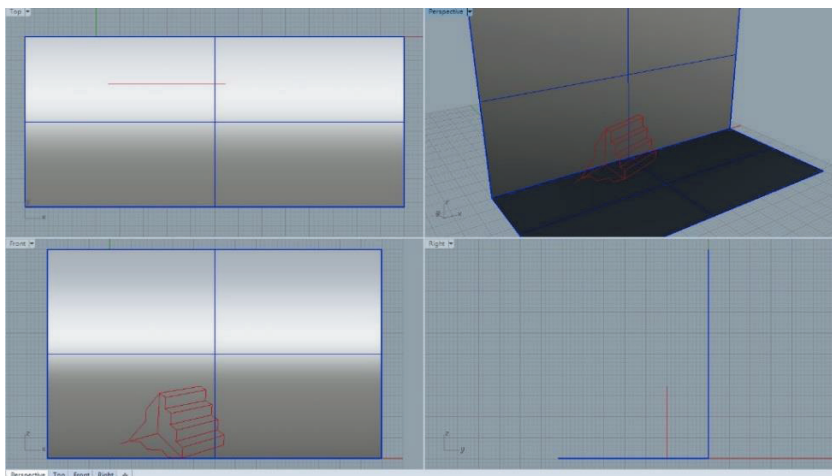 Top
Perspective
y x
z y x
Front
Right
z x
z y
Perspective Top Front Right